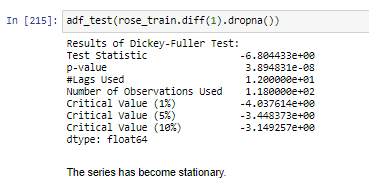 In [215]: adf_test(rose_train.diff(1).dropna())
Results of Dickey-Fuller Test:
Test Statistic -6.804433e+00
p-value 3.894831e-08
#Lags Used 1.200000e+01
Number of Observations Used 1.180000e+02
Critical Value (1%) -4.037614e+00
Critical Value (5%) -3.448373e+00
Critical Value (10%) -3.149257e+00
dtype: float64
The series has become stationary.